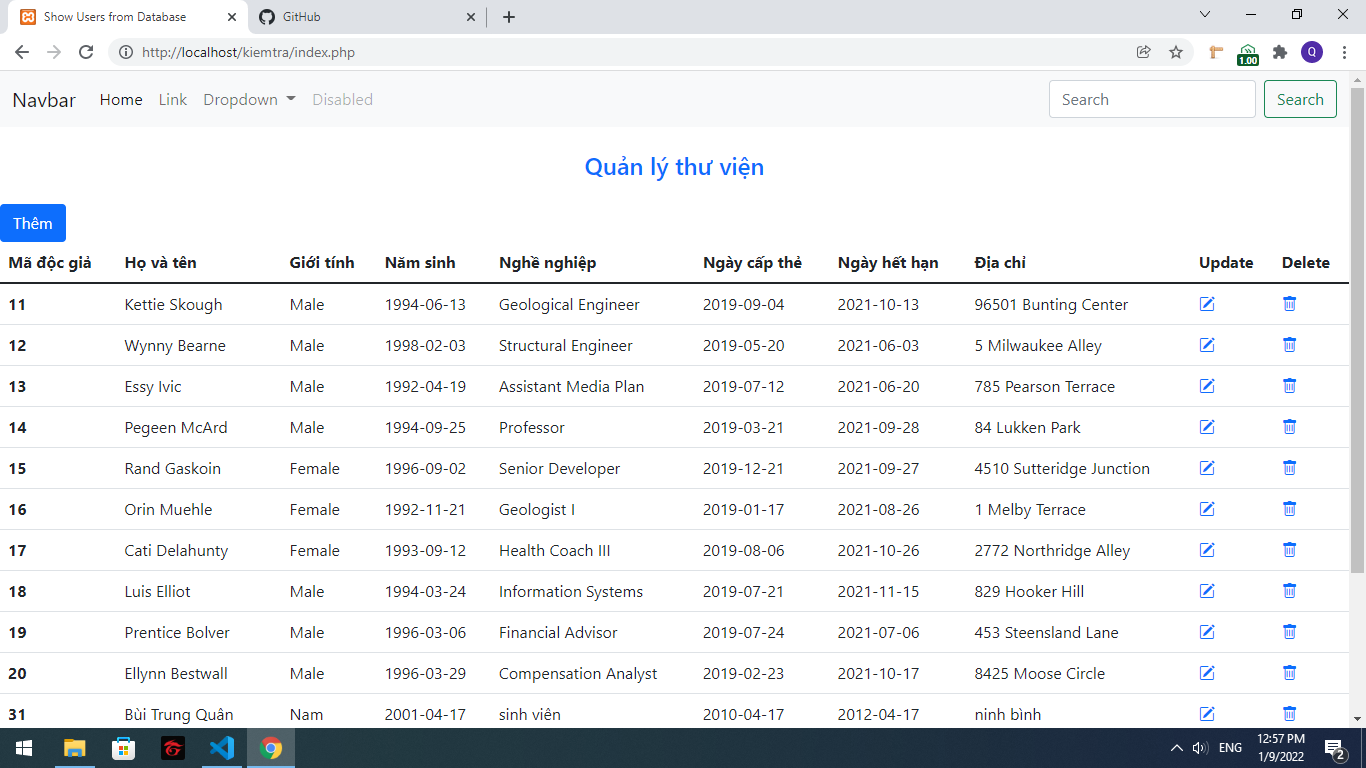 Show Users from Database GitHub
http://localhost/kiemtra/index.php Q 1.00
Navbar Home Link Dropdown Disabled Search Search
Quản lý thư viện
Thêm
Mã độc giả Họ và tên Giới tính Năm sinh Nghề nghiệp Ngày cấp thẻ Ngày hết hạn Địa chỉ Update Delete
11 Kettie Skough Male 1994-06-13 Geological Engineer 2019-09-04 2021-10-13 96501 Bunting Center
12 Wynny Bearne Male 1998-02-03 Structural Engineer 2019-05-20 2021-06-03 5 Milwaukee Alley
13 Essy Ivic Male 1992-04-19 Assistant Media Plan 2019-07-12 2021-06-20 785 Pearson Terrace
14 Pegeen McArd Male 1994-09-25 Professor 2019-03-21 2021-09-28 84 Lukken Park
15 Rand Gaskoin Female 1996-09-02 Senior Developer 2019-12-21 2021-09-27 4510 Sutteridge Junction
16 Orin Muehle Female 1992-11-21 Geologist I 2019-01-17 2021-08-26 1 Melby Terrace
17 Cati Delahunty Female 1993-09-12 Health Coach III 2019-08-06 2021-10-26 2772 Northridge Alley
18 Luis Elliot Male 1994-03-24 Information Systems 2019-07-21 2021-11-15 829 Hooker Hill
19 Prentice Bolver Male 1996-03-06 Financial Advisor 2019-07-24 2021-07-06 453 Steensland Lane
20 Ellynn Bestwall Male 1996-03-29 Compensation Analyst 2019-02-23 2021-10-17 8425 Moose Circle
31 Bùi Trung Quân Nam 2001-04-17 sinh viên 2010-04-17 2012-04-17 ninh bình
ENG 12:57 PM
1/9/2022 2